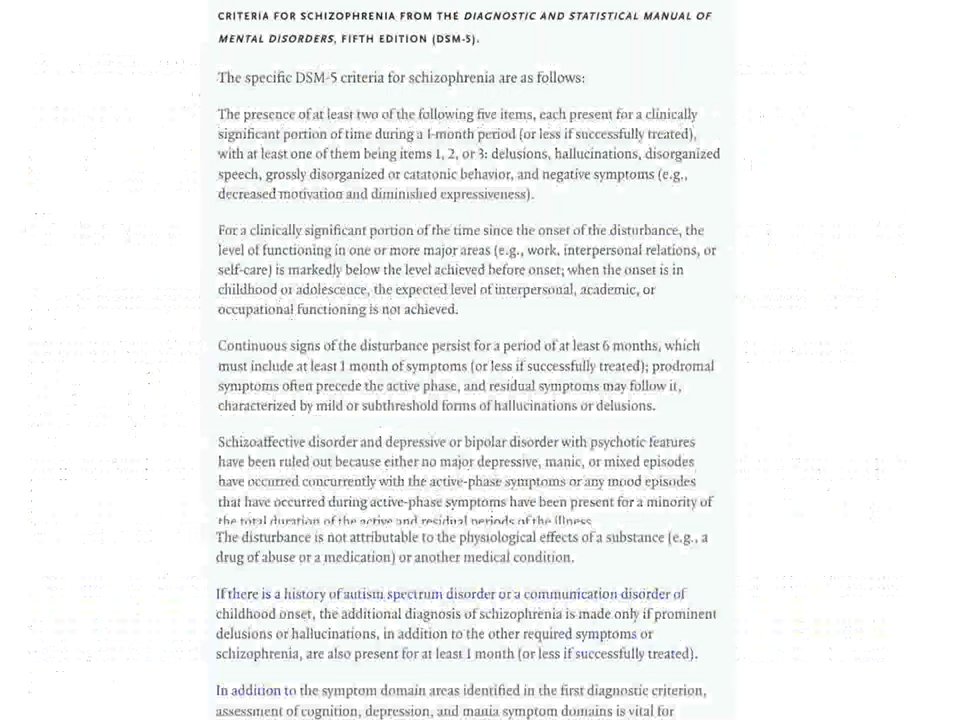 CRITERIA FOR SCHIZOPHRENIA FROM THE DIAGNOSTIC AND STATISTICAL MANUAL OF
MENTAL DISORDERS, FIFTH EDITION (DSM-5).
The specific DSM-5 criteria for schizophrenia are as follows:
The presence of at least two of the following five items, each present for a clinically
significant portion of time during a 1-month period (or less if successfully treated),
with at least one of them being items 1, 2, or 3: delusions, hallucinations, disorganized
speech, grossly disorganized or catatonic behavior, and negative symptoms (e.g.,
decreased motivation and diminished expressiveness).
For a clinically significant portion of the time since the onset of the disturbance, the
level of functioning in one or more major areas (e.g., work, interpersonal relations, or
self-care) is markedly below the level achieved before onset; when the onset is in
childhood or adolescence, the expected level of interpersonal, academic, or
occupational functioning is not achieved.
Continuous signs of the disturbance persist for a period of at least 6 months, which
must include at least 1 month of symptoms (or less if successfully treated); prodromal
symptoms often precede the active phase, and residual symptoms may follow it,
characterized by mild or subthreshold forms of hallucinations or delusions.
Schizoaffective disorder and depressive or bipolar disorder with psychotic features
have been ruled out because either no major depressive, manic, or mixed episodes
have occurred concurrently with the active-phase symptoms or any mood episodes
that have occurred during active-phase symptoms have been present for a minority of
the total duration of the active and residual periods of the illness
The disturbance is not attributable to the physiological effects of a substance (e.g., a
drug of abuse or a medication) or another medical condition.
If there is a history of autism spectrum disorder or a communication disorder of
childhood onset, the additional diagnosis of schizophrenia is made only if prominent
delusions or hallucinations, in addition to the other required symptoms or
schizophrenia, are also present for at least 1 month (or less if successfully treated).
In addition to the symptom domain areas identified in the first diagnostic criterion,
assessment of cognition, depression, and mania symptom domains is vital for